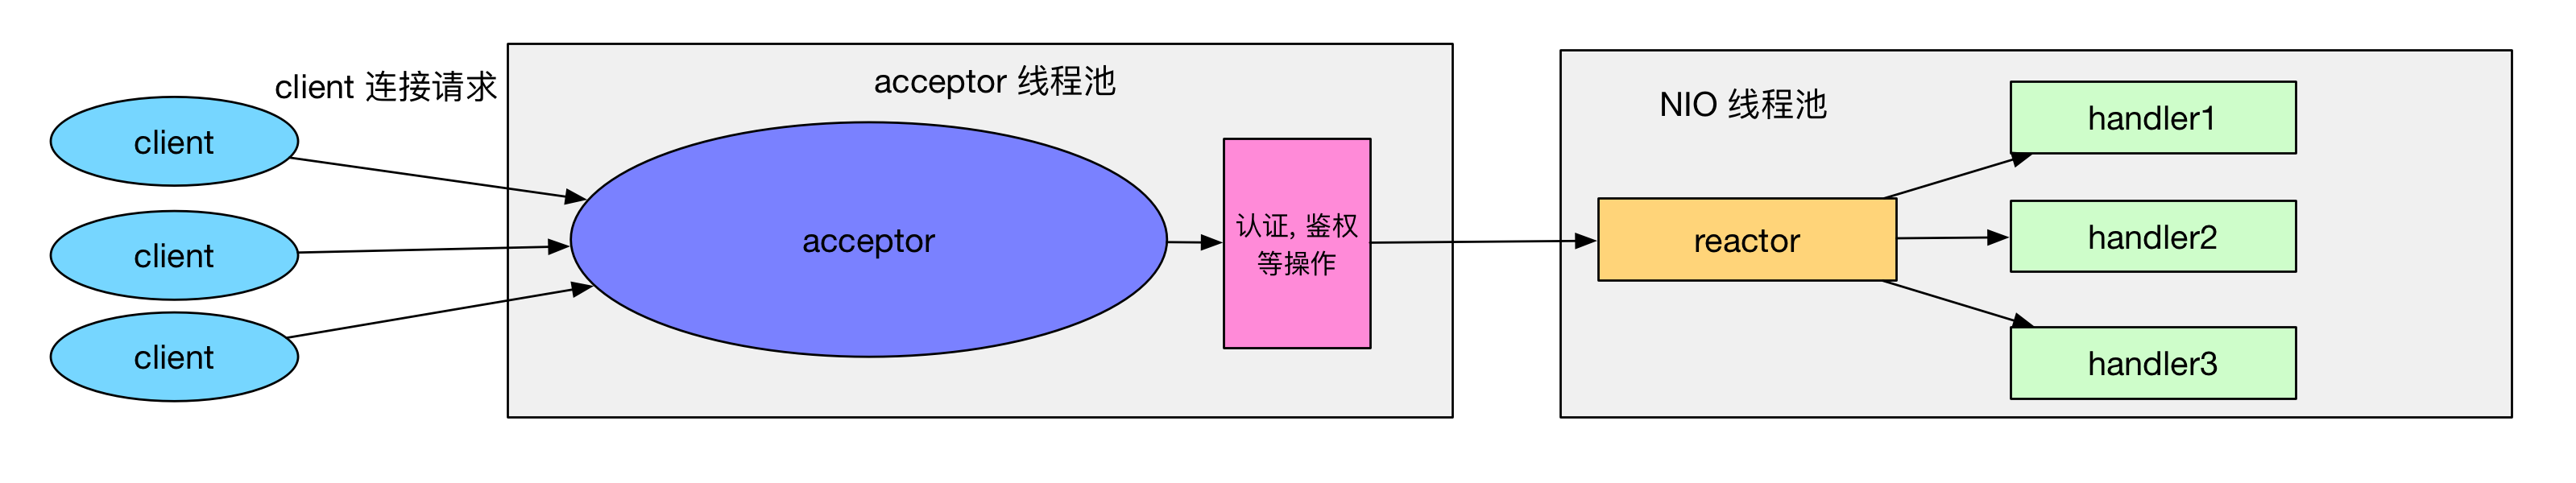 client 连接请求
client
client
client
acceptor 线程池
acceptor
认证, 鉴权
等操作
NIO 线程池
reactor
handler1
handler2
handler3